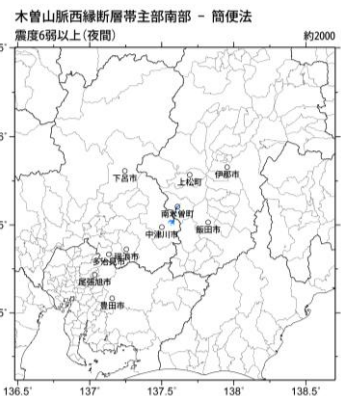 木曽山脈西縁断層帯主部南部 − 簡便法
震度6弱以上(夜間)
約2000
下呂市
上松町
伊那市
南木曽町
中津川市
飯田市
多治見市
尾張旭市
豊田市
136.5˚
137˚
137.5˚
138˚
138.5˚